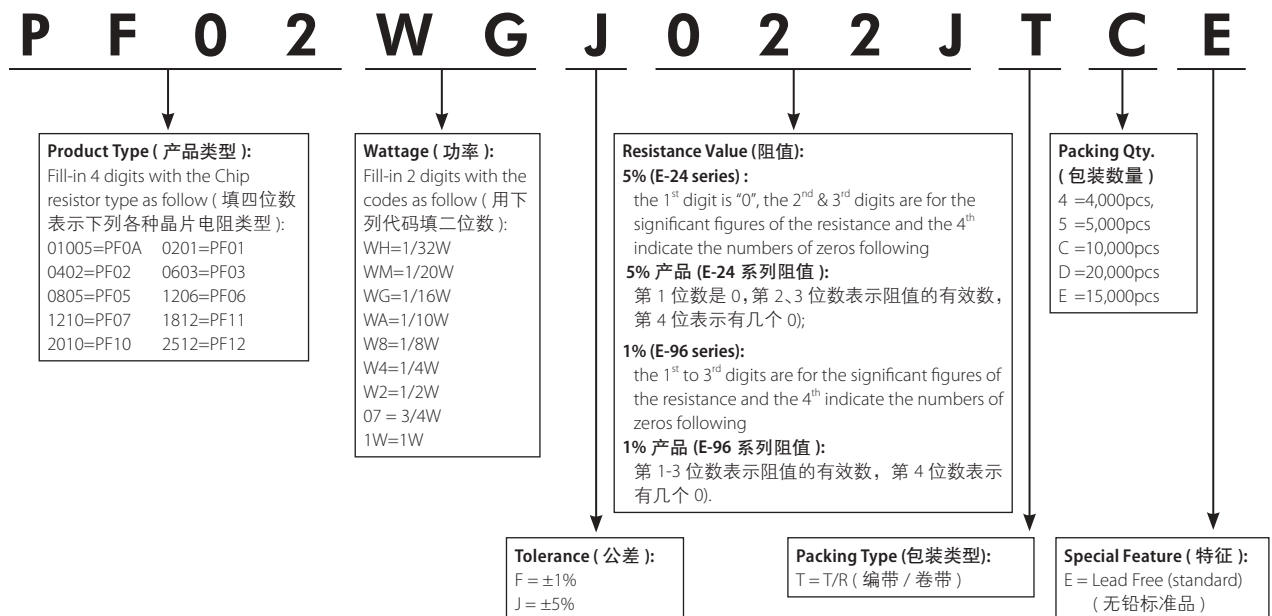 PF02WGJ022JTCE
Product Type ( 产品类型 ):
Fill-in 4 digits with the Chip
resistor type as follow ( 填四位数
表示下列各种晶片电阻类型 ):
01005=PF0A 0201=PF01
0402=PF02 0603=PF03
0805=PF05 1206=PF06
1210=PF07 1812=PF11
2010=PF10 2512=PF12
Wattage ( 功率 ):
Fill-in 2 digits with the
codes as follow ( 用下
列代码填二位数 ):
WH=1/32W
WM=1/20W
WG=1/16W
WA=1/10W
W8=1/8W
W4=1/4W
W2=1/2W
07 = 3/4W
1W=1W
Resistance Value (阻值):
5% (E-24 series) :
the 1st digit is “0”, the 2nd & 3rd digits are for the
significant figures of the resistance and the 4th
indicate the numbers of zeros following
5% 产品 (E-24 系列阻值 ):
第 1 位数是 0，第 2、3 位数表示阻值的有效数，
第 4 位表示有几个 0);
1% (E-96 series):
the 1st to 3rd digits are for the significant figures of
the resistance and the 4th indicate the numbers of
zeros following
1% 产品 (E-96 系列阻值 ):
第 1-3 位数表示阻值的有效数，第 4 位数表示
有几个 0).
Packing Qty.
( 包装数量 )
4 =4,000pcs,
5 =5,000pcs
C =10,000pcs
D =20,000pcs
E =15,000pcs
Tolerance ( 公差 ):
F = ±1%
J = ±5%
Packing Type (包装类型):
T = T/R ( 编带 / 卷带 )
Special Feature ( 特征 ):
E = Lead Free (standard)
( 无铅标准品 )